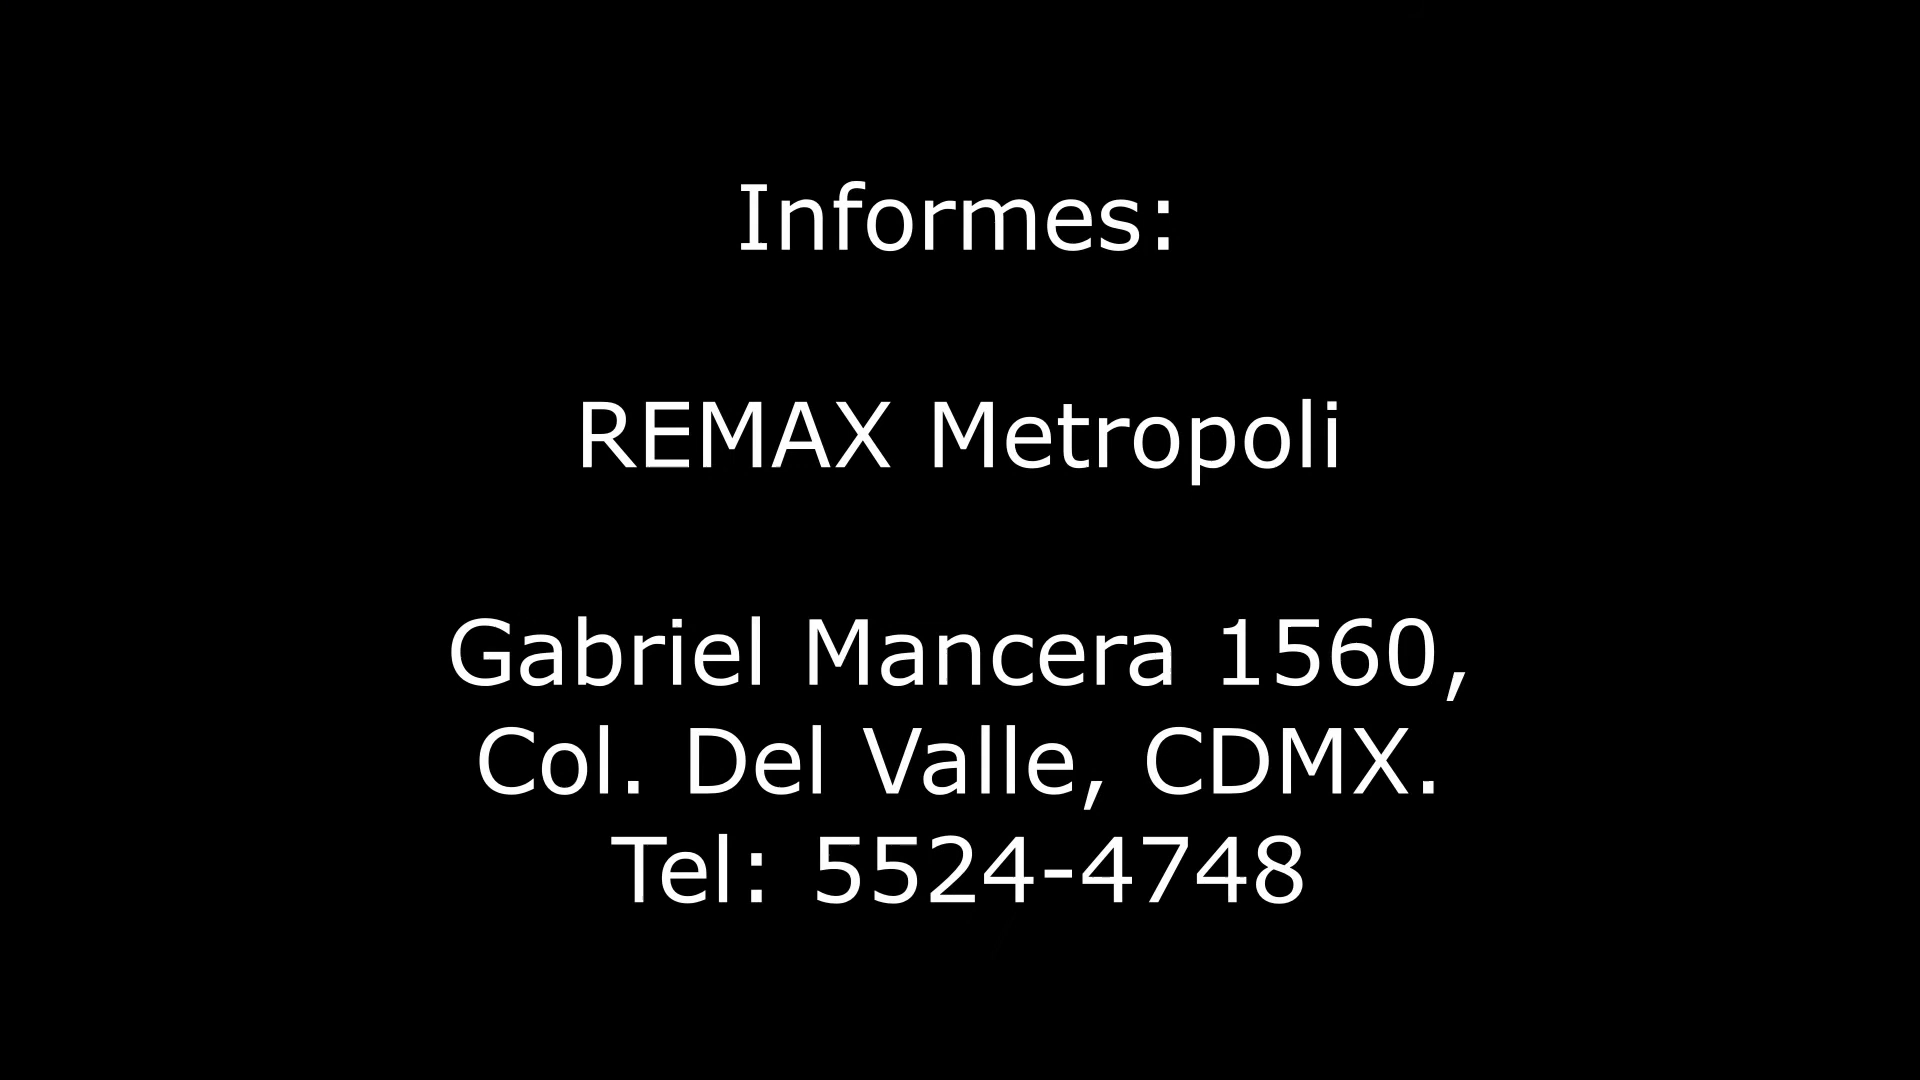 Informes:
REMAX Metropoli
Gabriel Mancera 1560,
Col. Del Valle, CDMX.
Tel: 5524-4748